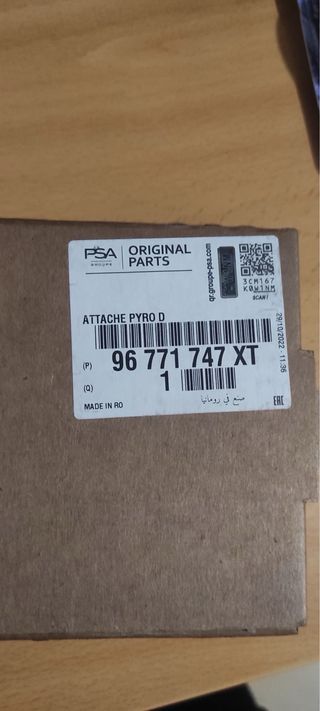 PSA
GROUPE
ORIGINAL
PARTS
qr.groupe-psa.com
3CM167
K0W1NM
SCAN!
ATTACHE PYRO D
(P) 96 771 747 XT
(Q) 1
MADE IN RO
صنع في رومانيا
EAC
29/10/2022 - 11:36